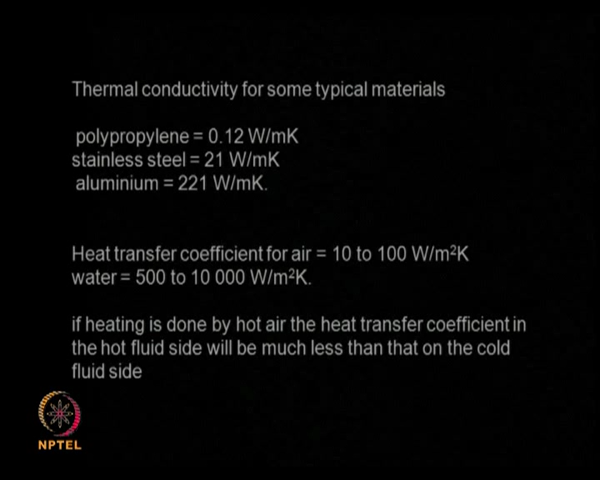 Thermal conductivity for some typical materials
polypropylene = 0.12 W/mK
stainless steel = 21 W/mK
aluminium = 221 W/mK.
Heat transfer coefficient for air = 10 to 100 W/m²K
water = 500 to 10 000 W/m²K.
if heating is done by hot air the heat transfer coefficient in
the hot fluid side will be much less than that on the cold
fluid side
NPTEL